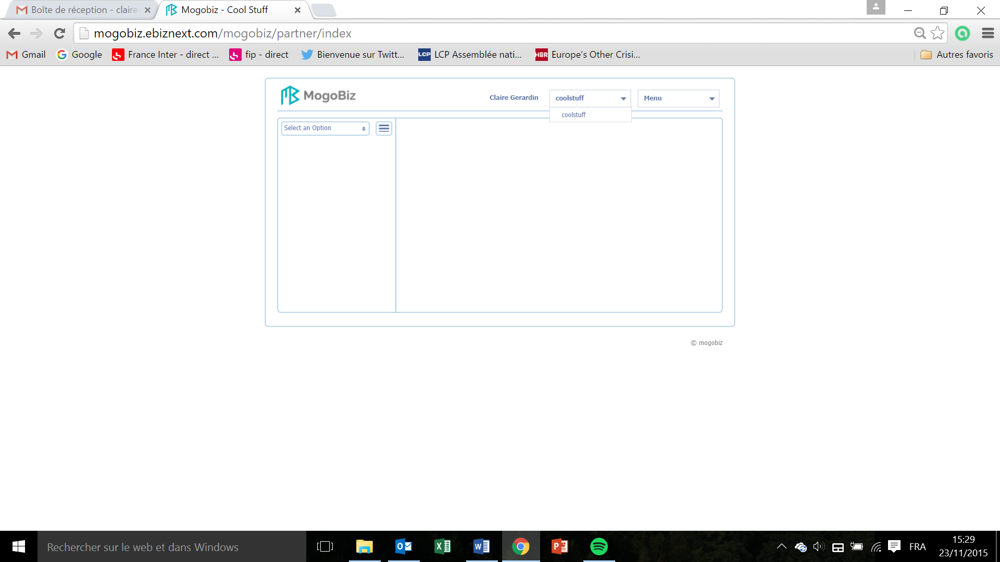 Boîte de réception - claire
Mogobiz - Cool Stuff
mogobiz.ebiznext.com/mogobiz/partner/index
Gmail Google France Inter - direct ... fip - direct Bienvenue sur Twitt... LCP LCP Assemblée nati... HBR Europe's Other Crisi... Autres favoris
MogoBiz
Claire Gerardin coolstuff Menu
coolstuff
Select an Option
© mogobiz
Rechercher sur le web et dans Windows
FRA
15:29
23/11/2015